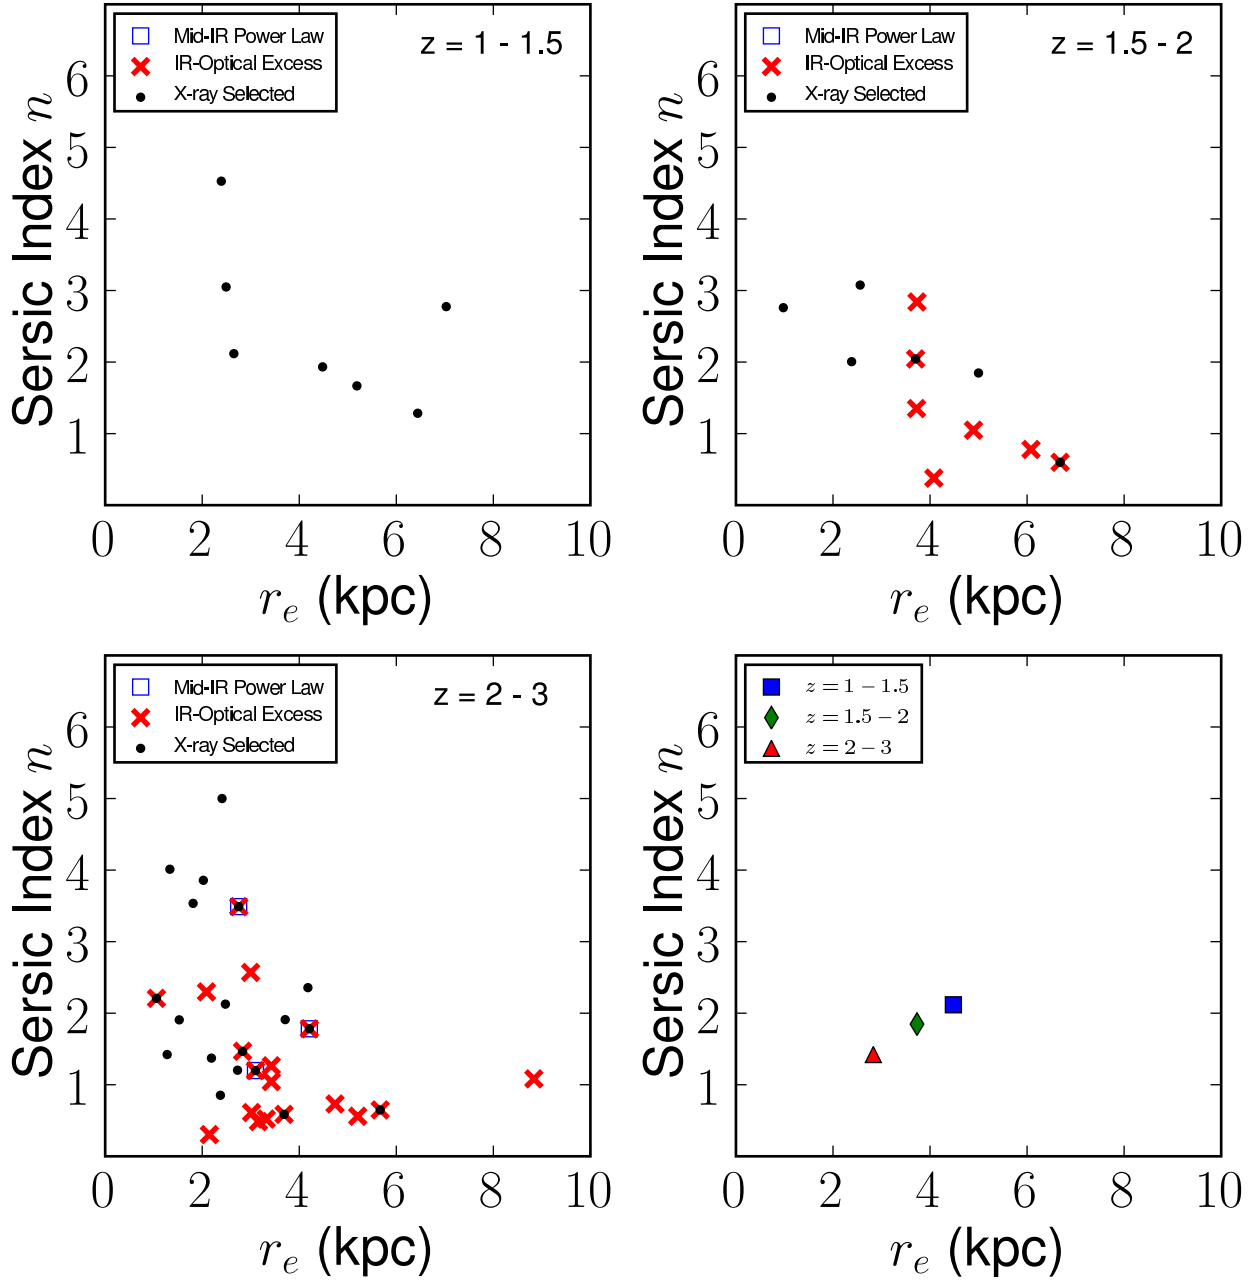 Mid-IR Power Law
IR-Optical Excess
X-ray Selected
z = 1 - 1.5
Sersic Index n
6
5
4
3
2
1
0 2 4 6 8 10
r_e (kpc)
Mid-IR Power Law
IR-Optical Excess
X-ray Selected
z = 1.5 - 2
Sersic Index n
6
5
4
3
2
1
0 2 4 6 8 10
r_e (kpc)
Mid-IR Power Law
IR-Optical Excess
X-ray Selected
z = 2 - 3
Sersic Index n
6
5
4
3
2
1
0 2 4 6 8 10
r_e (kpc)
z = 1 − 1.5
z = 1.5 − 2
z = 2 − 3
Sersic Index n
6
5
4
3
2
1
0 2 4 6 8 10
r_e (kpc)